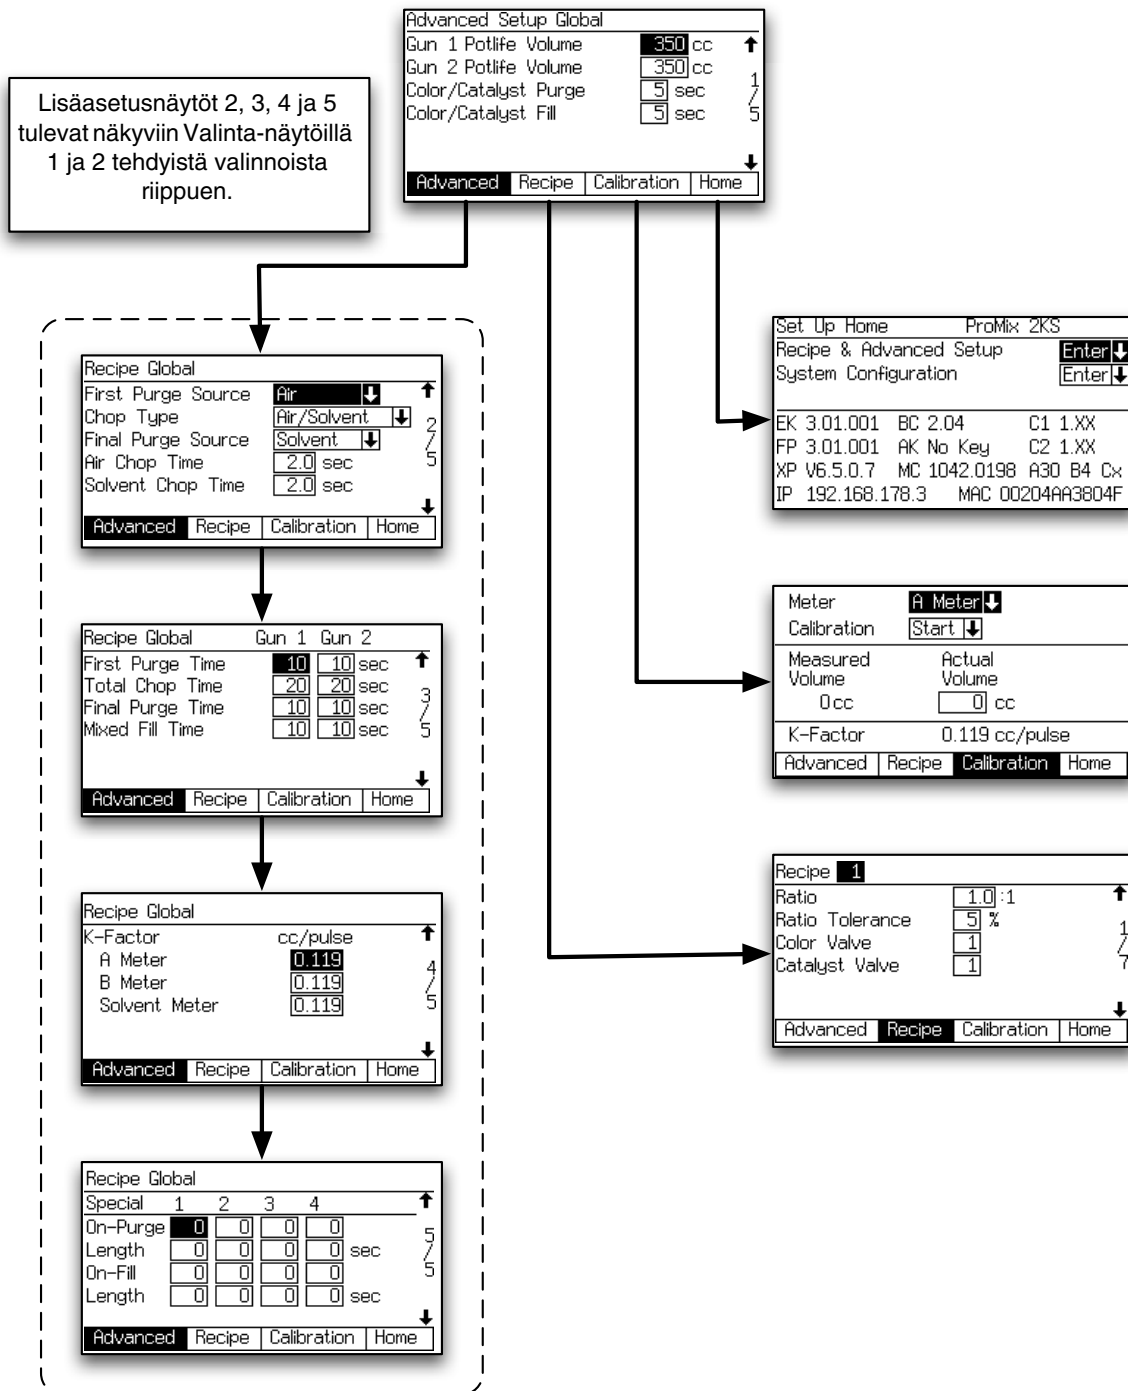 Advanced Setup Global
Gun 1 Potlife Volume 350 cc
Gun 2 Potlife Volume 350 cc
Color/Catalyst Purge 5 sec
Color/Catalyst Fill 5 sec
1/5
Advanced Recipe Calibration Home
Lisäasetusnäytöt 2, 3, 4 ja 5
tulevat näkyviin Valinta-näytöillä
1 ja 2 tehdyistä valinnoista
riippuen.
Recipe Global
First Purge Source Air
Chop Type Air/Solvent
Final Purge Source Solvent
Air Chop Time 2.0 sec
Solvent Chop Time 2.0 sec
2/5
Advanced Recipe Calibration Home
Recipe Global Gun 1 Gun 2
First Purge Time 10 10 sec
Total Chop Time 20 20 sec
Final Purge Time 10 10 sec
Mixed Fill Time 10 10 sec
3/5
Advanced Recipe Calibration Home
Recipe Global
K-Factor cc/pulse
A Meter 0.119
B Meter 0.119
Solvent Meter 0.119
4/5
Advanced Recipe Calibration Home
Recipe Global
Special 1 2 3 4
On-Purge 0 0 0 0
Length 0 0 0 0 sec
On-Fill 0 0 0 0
Length 0 0 0 0 sec
5/5
Advanced Recipe Calibration Home
Set Up Home ProMix 2KS
Recipe & Advanced Setup Enter
System Configuration Enter
EK 3.01.001 BC 2.04 C1 1.XX
FP 3.01.001 AK No Key C2 1.XX
XP V6.5.0.7 MC 1042.0198 A30 B4 Cx
IP 192.168.178.3 MAC 00204AA3804F
Meter A Meter
Calibration Start
Measured Actual
Volume Volume
0 cc 0 cc
K-Factor 0.119 cc/pulse
Advanced Recipe Calibration Home
Recipe 1
Ratio 1.0 :1
Ratio Tolerance 5 %
Color Valve 1
Catalyst Valve 1
1/7
Advanced Recipe Calibration Home